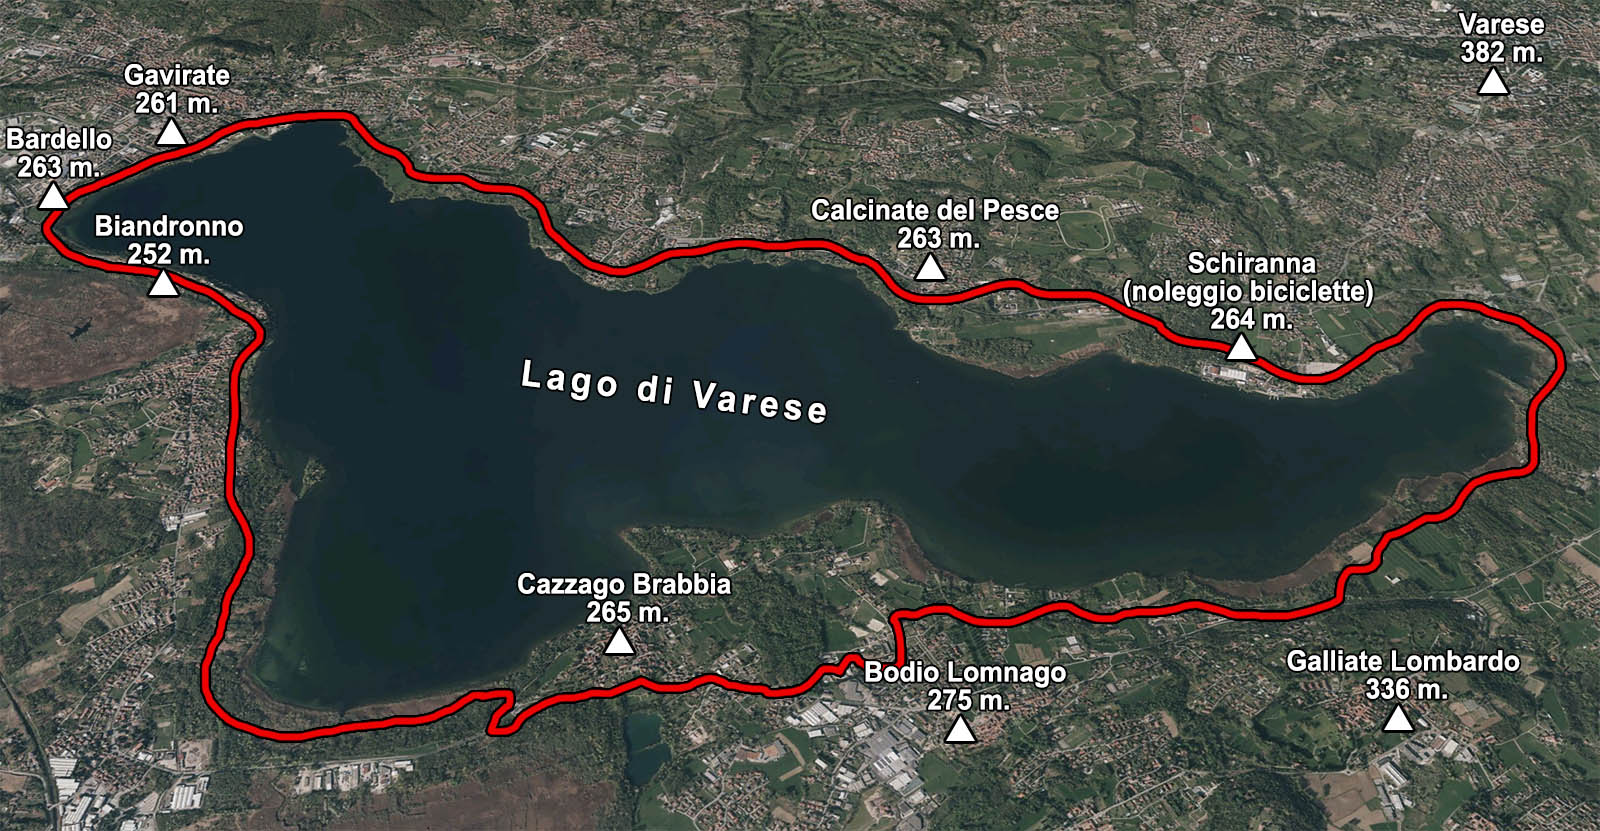 Varese
382 m.
Gavirate
261 m.
Bardello
263 m.
Biandronno
252 m.
Calcinate del Pesce
263 m.
Schiranna
(noleggio biciclette)
264 m.
Lago di Varese
Cazzago Brabbia
265 m.
Bodio Lomnago
275 m.
Galliate Lombardo
336 m.